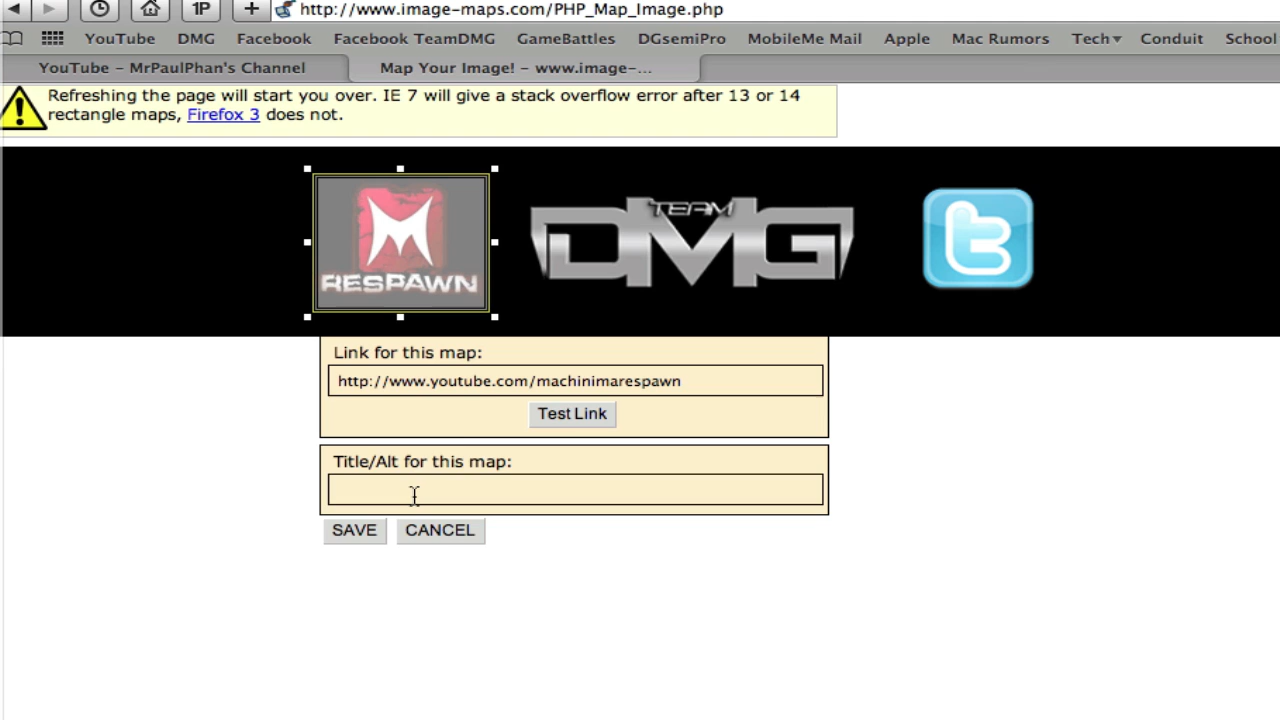 1P
http://www.image-maps.com/PHP_Map_Image.php
YouTube DMG Facebook Facebook TeamDMG GameBattles DGsemiPro MobileMe Mail Apple Mac Rumors Tech▾ Conduit School
YouTube – MrPaulPhan's Channel Map Your Image! – www.image-...
Refreshing the page will start you over. IE 7 will give a stack overflow error after 13 or 14
rectangle maps, Firefox 3 does not.
M
RESPAWN
TEAM
DMG
t
Link for this map:
http://www.youtube.com/machinimarespawn
Test Link
Title/Alt for this map:
SAVE CANCEL